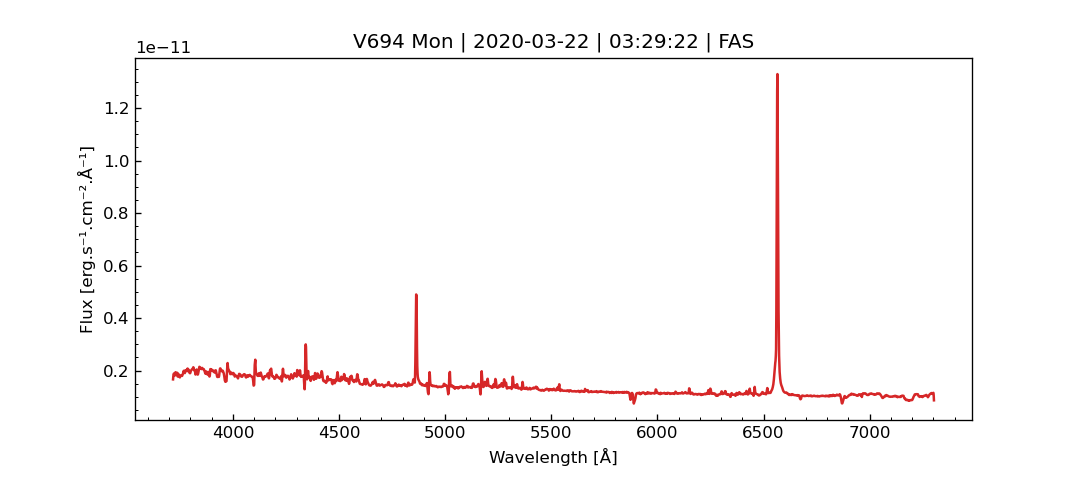 V694 Mon | 2020-03-22 | 03:29:22 | FAS
1e−11
Flux [erg.s⁻¹.cm⁻².Å⁻¹]
1.2
1.0
0.8
0.6
0.4
0.2
4000 4500 5000 5500 6000 6500 7000
Wavelength [Å]